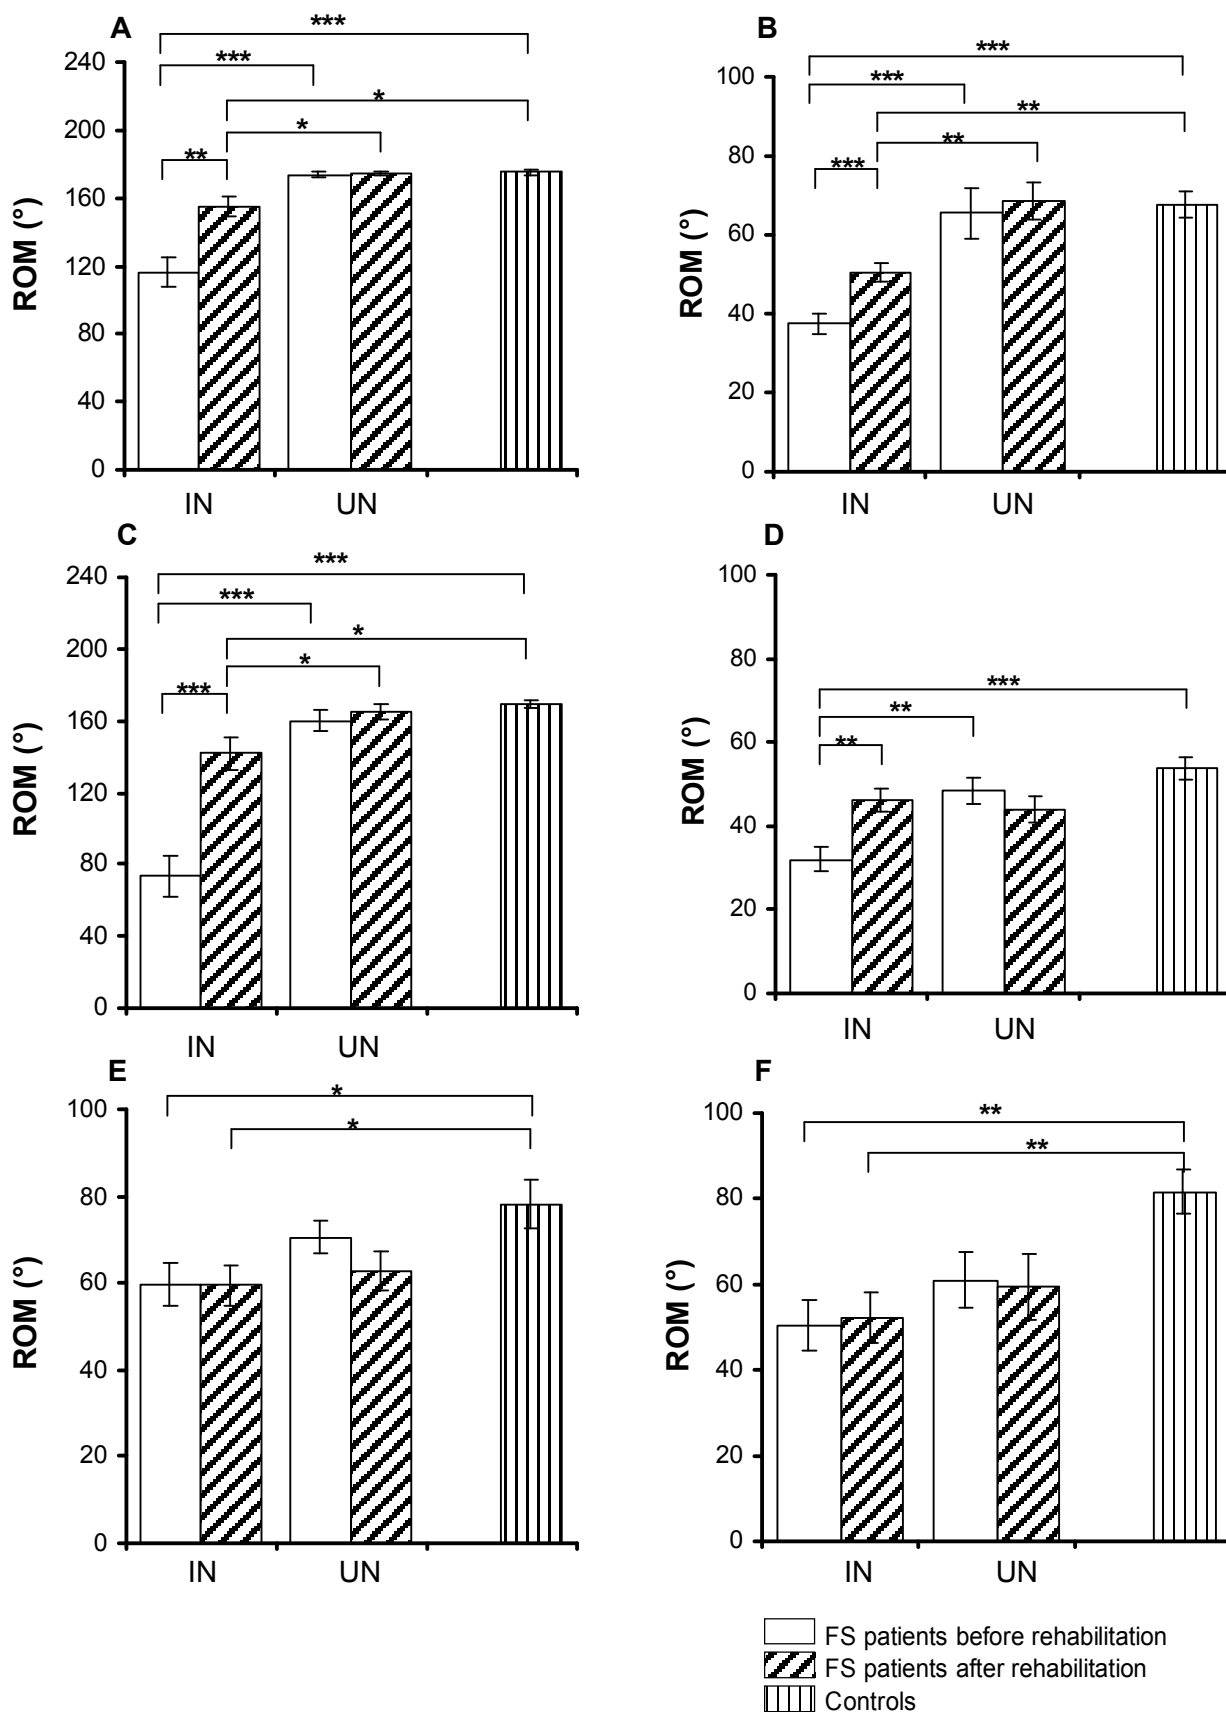 A
***
240
***
200
*
160
*
**
120
80
40
0
ROM (°)
IN UN
B
***
100
***
80
**
**
***
60
40
20
0
ROM (°)
IN UN
C
***
240
***
200
*
*
***
160
120
80
40
0
ROM (°)
IN UN
D
100
80
***
**
**
60
40
20
0
ROM (°)
IN UN
E
*
100
*
80
60
40
20
0
ROM (°)
IN UN
F
**
100
**
80
60
40
20
0
ROM (°)
IN UN
FS patients before rehabilitation
FS patients after rehabilitation
Controls